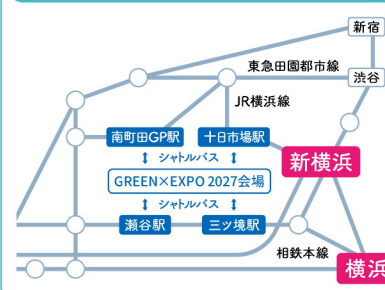 新宿
東急田園都市線
渋谷
JR横浜線
南町田GP駅
十日市場駅
シャトルバス
新横浜
GREEN×EXPO 2027会場
シャトルバス
瀬谷駅
三ツ境駅
相鉄本線
横浜